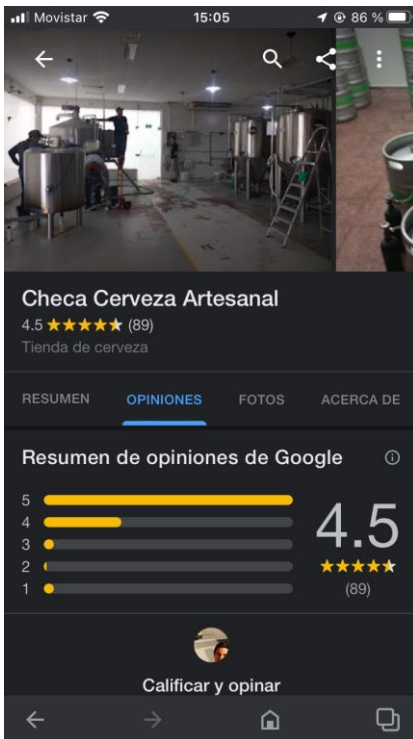 Movistar 15:05 86 %
Checa Cerveza Artesanal
4.5 (89)
Tienda de cerveza
RESUMEN OPINIONES FOTOS ACERCA DE
Resumen de opiniones de Google
5
4
3
2
1
4.5
(89)
Calificar y opinar